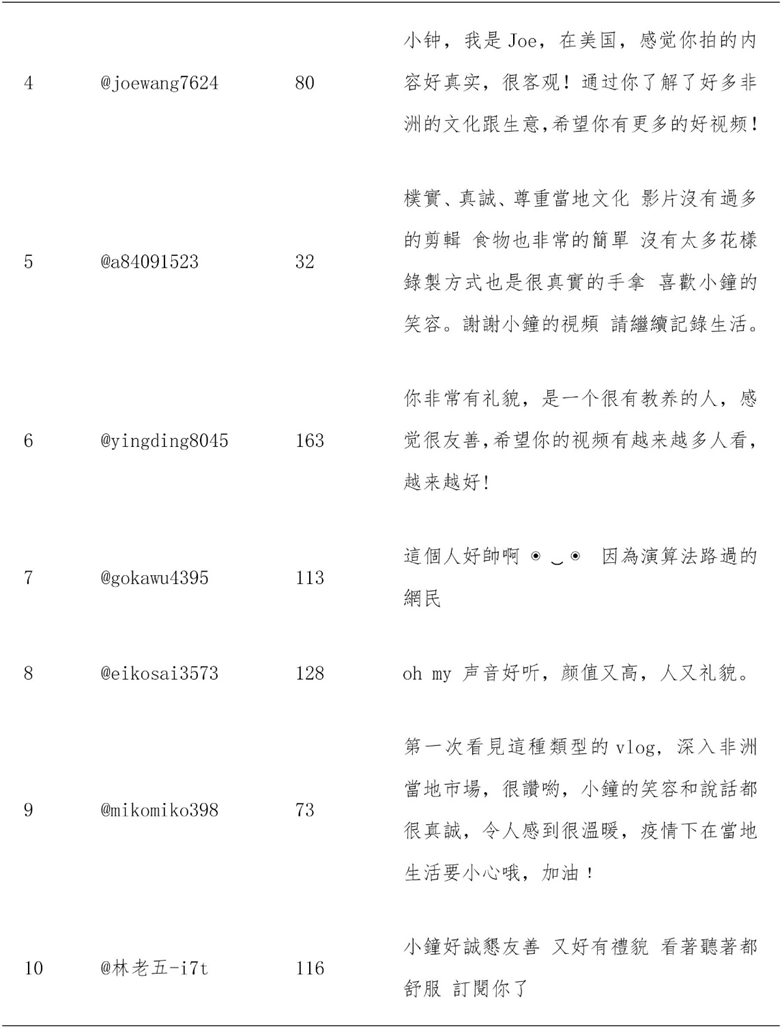 小钟，我是 Joe，在美国，感觉你拍的内
4 @joewang7624 80 容好真实，很客观！通过你了解了好多非
洲的文化跟生意,希望你有更多的好视频！
樸實、真誠、尊重當地文化 影片沒有過多
的剪輯 食物也非常的簡單 沒有太多花樣
5 @a84091523 32
錄製方式也是很真實的手拿 喜歡小鐘的
笑容。謝謝小鐘的視頻 請繼續記錄生活。
你非常有礼貌，是一个很有教养的人，感
6 @yingding8045 163 觉很友善,希望你的视频有越来越多人看，
越来越好！
這個人好帥啊 ◉‿◉ 因為演算法路過的
7 @gokawu4395 113
網民
8 @eikosai3573 128 oh my 声音好听，颜值又高，人又礼貌。
第一次看見這種類型的 vlog，深入非洲
當地市場，很讚喲，小鐘的笑容和說話都
9 @mikomiko398 73
很真誠，令人感到很溫暖，疫情下在當地
生活要小心哦，加油！
小鐘好誠懇友善 又好有禮貌 看著聽著都
10 @林老五-i7t 116
舒服 訂閱你了